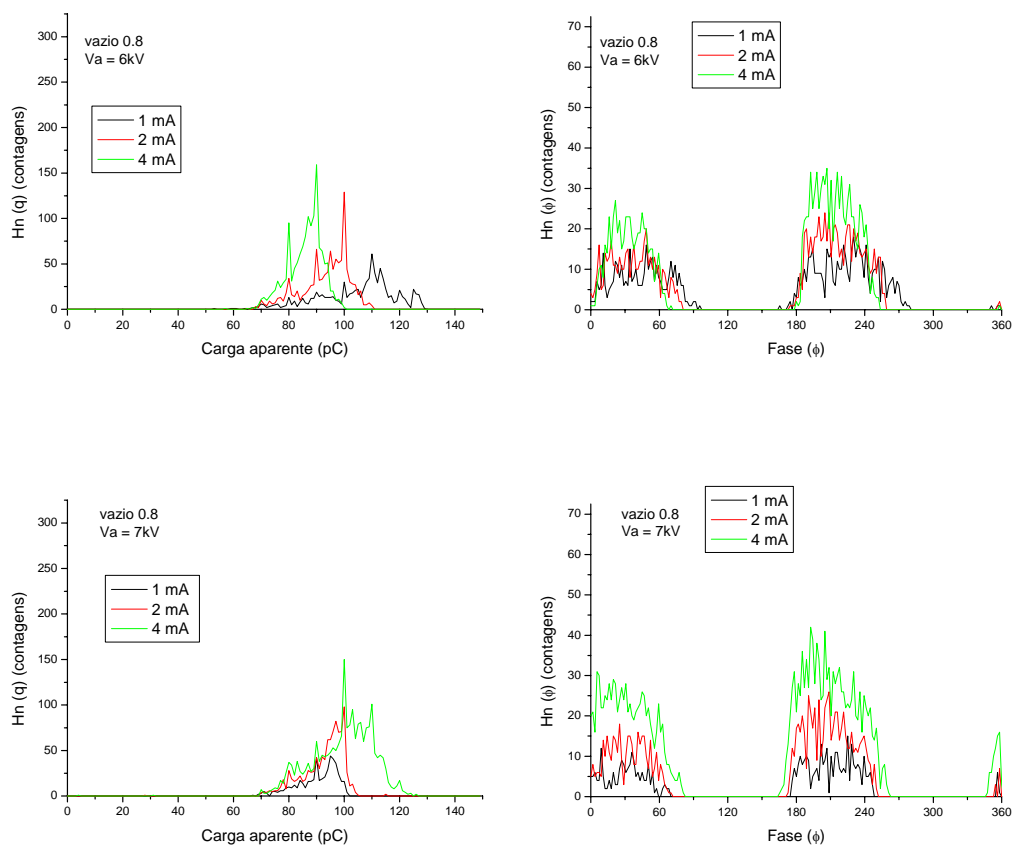 vazio 0.8
Va = 6kV
1 mA
2 mA
4 mA
Hn (q) (contagens)
300
250
200
150
100
50
0
0 20 40 60 80 100 120 140
Carga aparente (pC)
vazio 0.8
Va = 6kV
1 mA
2 mA
4 mA
Hn (ϕ) (contagens)
70
60
50
40
30
20
10
0
0 60 120 180 240 300 360
Fase (ϕ)
vazio 0.8
Va = 7kV
1 mA
2 mA
4 mA
Hn (q) (contagens)
300
250
200
150
100
50
0
0 20 40 60 80 100 120 140
Carga aparente (pC)
vazio 0.8
Va = 7kV
1 mA
2 mA
4 mA
Hn (ϕ) (contagens)
70
60
50
40
30
20
10
0
0 60 120 180 240 300 360
Fase (ϕ)